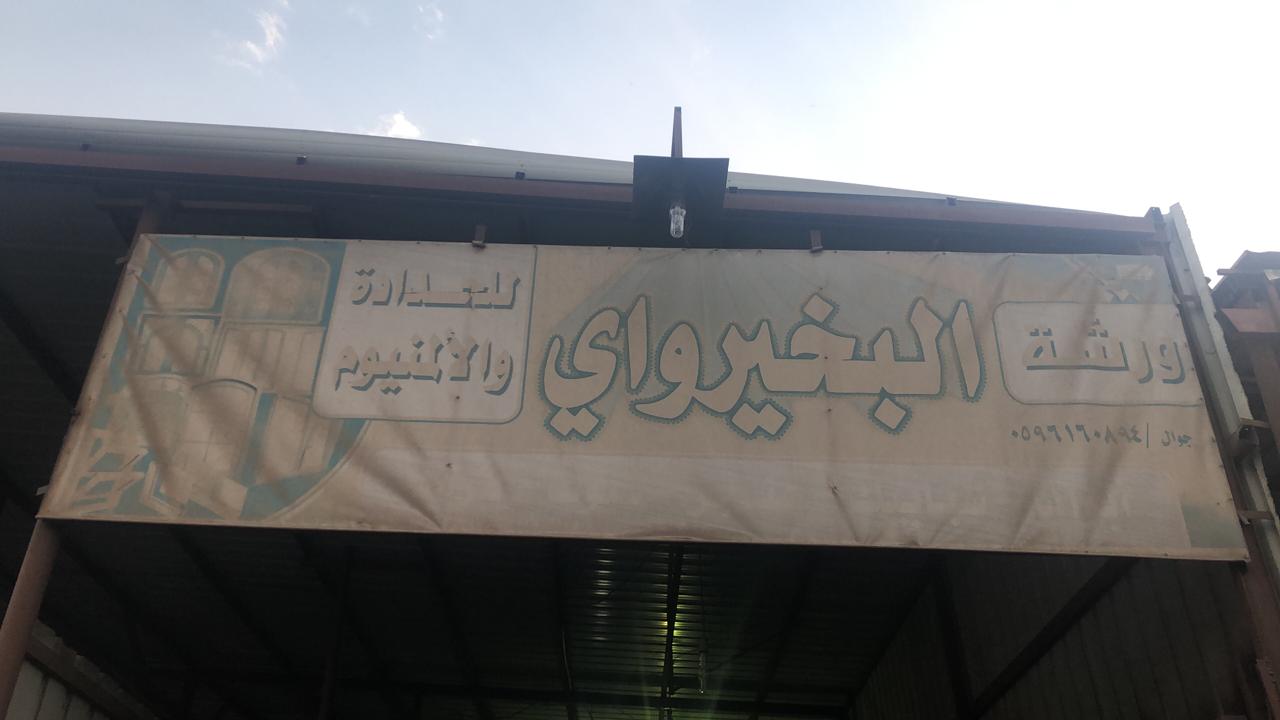 ورشة
البخيرواي
للحدادة
والألمنيوم
جوال / ٠٥٩٦١٦٠٨٩٤